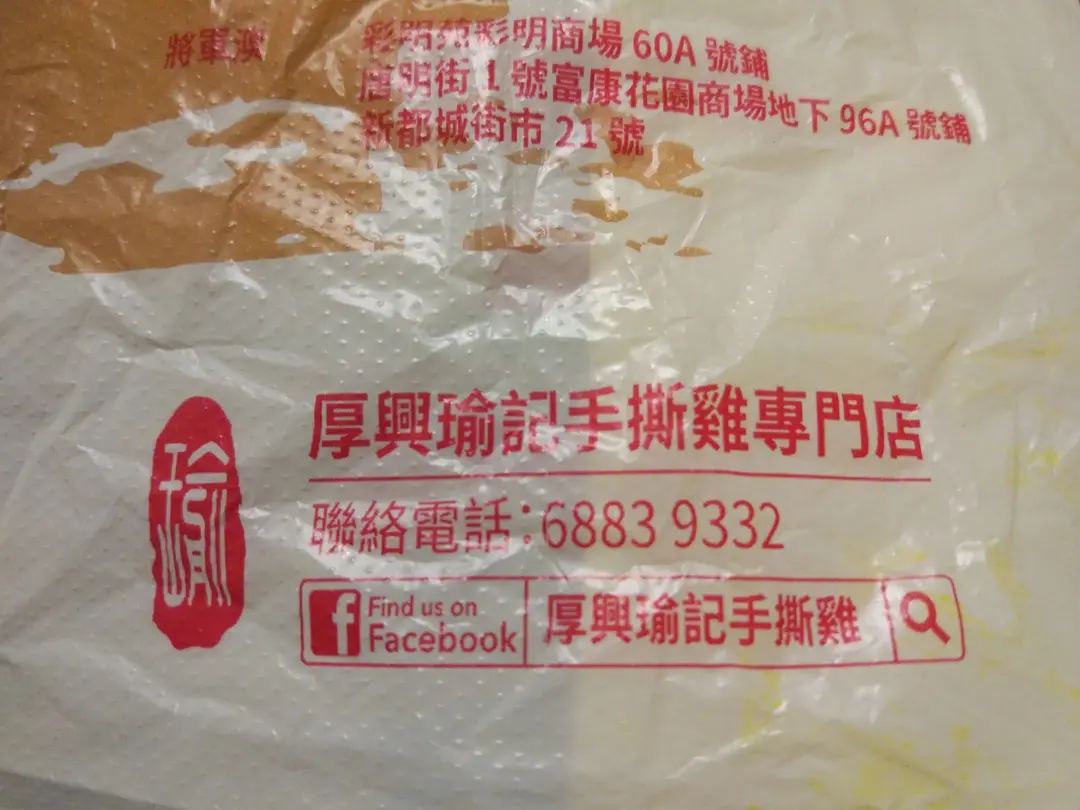 將軍澳 彩明苑彩明商場 60A 號鋪
唐明街 1 號富康花園商場地下 96A 號鋪
新都城街市 21 號
瑜
厚興瑜記手撕雞專門店
聯絡電話:6883 9332
Find us on
Facebook
厚興瑜記手撕雞